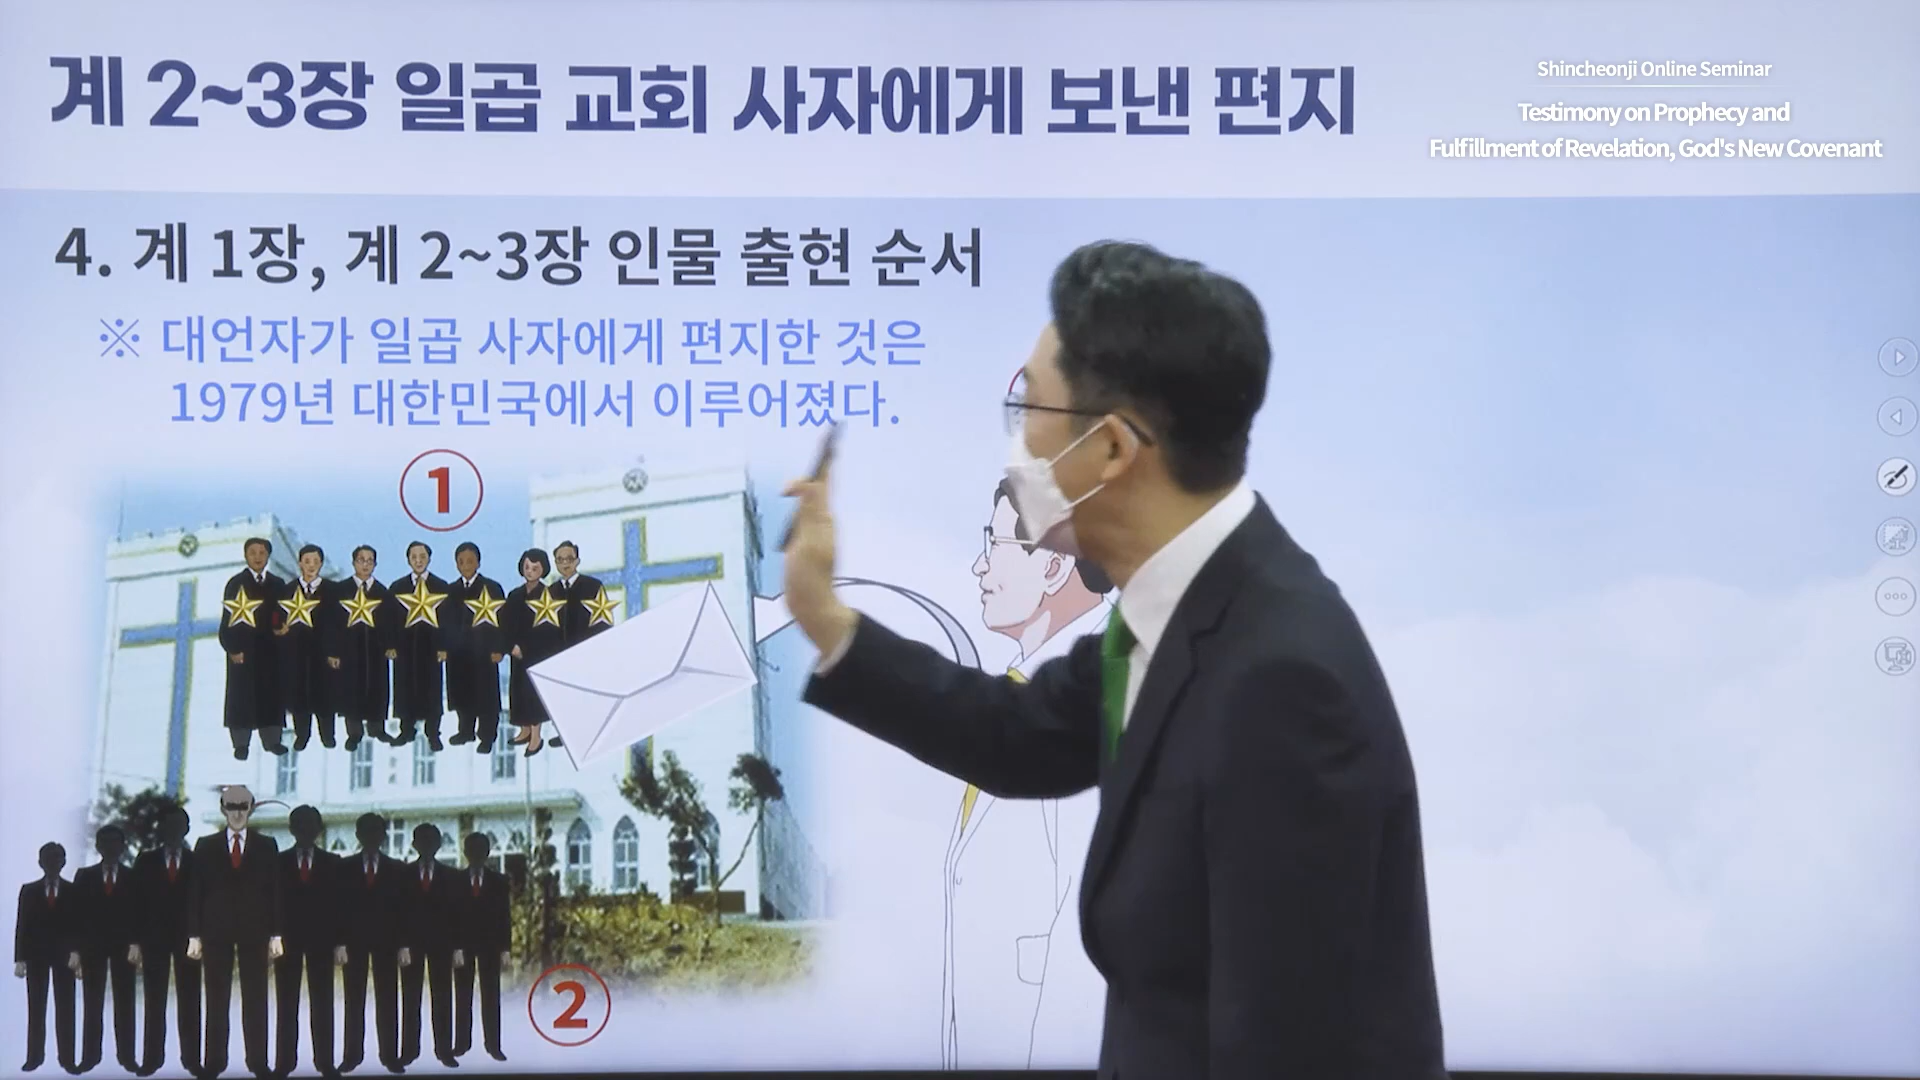 계 2~3장 일곱 교회 사자에게 보낸 편지
Shincheonji Online Seminar
Testimony on Prophecy and
Fulfillment of Revelation, God's New Covenant
4. 계 1장, 계 2~3장 인물 출현 순서
※ 대언자가 일곱 사자에게 편지한 것은
1979년 대한민국에서 이루어졌다.
1
2